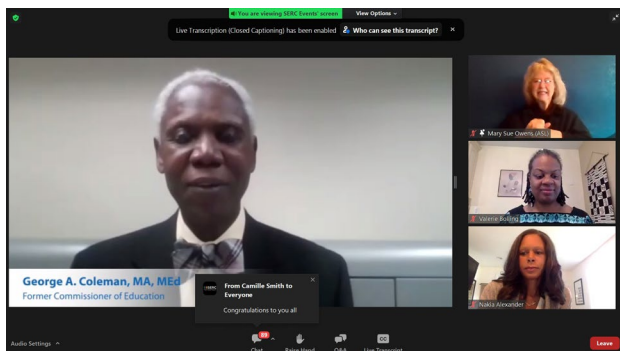 You are viewing SERC Events' screen
View Options
Live Transcription (Closed Captioning) has been enabled
Who can see this transcript?
Mary Sue Owens (ASL)
Valerie Bolling
Nakia Alexander
George A. Coleman, MA, MEd
Former Commissioner of Education
From Camille Smith to
Everyone
Congratulations to you all
Audio Settings
89
CC
Chat
Raise Hand
Q&A
Live Transcript
Leave